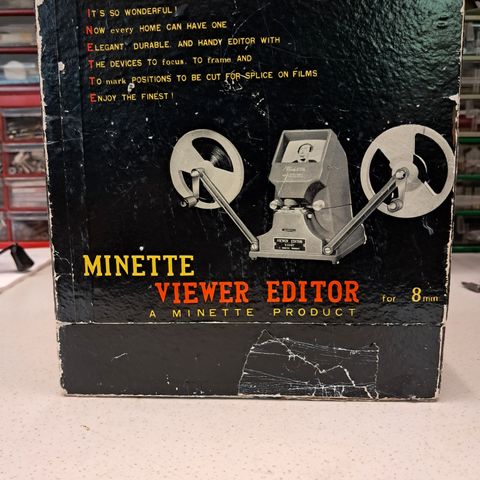 IT'S SO WONDERFUL!
NOW every HOME CAN HAVE ONE
ELEGANT, DURABLE, AND HANDY EDITOR WITH
THE DEVICES TO focus, TO frame AND
TO mark POSITIONS TO BE CUT FOR SPLICE ON FILMS
ENJOY THE FINEST!
VIEWER EDITOR
MINETTE
VIEWER EDITOR for 8mm
A MINETTE PRODUCT